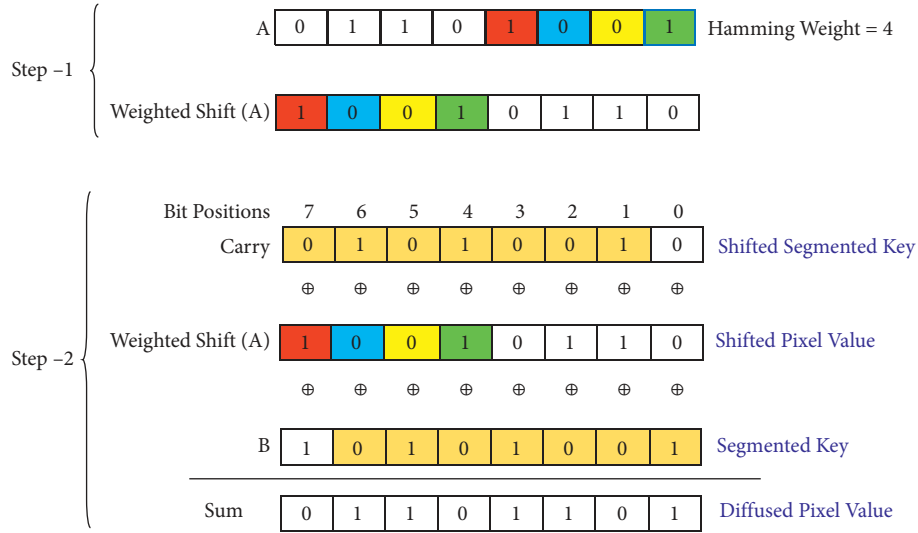 A 0 1 1 0 1 0 0 1 Hamming Weight = 4
Step –1
Weighted Shift (A) 1 0 0 1 0 1 1 0
Bit Positions 7 6 5 4 3 2 1 0
Carry 0 1 0 1 0 0 1 0 Shifted Segmented Key
⊕ ⊕ ⊕ ⊕ ⊕ ⊕ ⊕ ⊕
Step –2
Weighted Shift (A) 1 0 0 1 0 1 1 0 Shifted Pixel Value
⊕ ⊕ ⊕ ⊕ ⊕ ⊕ ⊕ ⊕
B 1 0 1 0 1 0 0 1 Segmented Key
Sum 0 1 1 0 1 1 0 1 Diffused Pixel Value